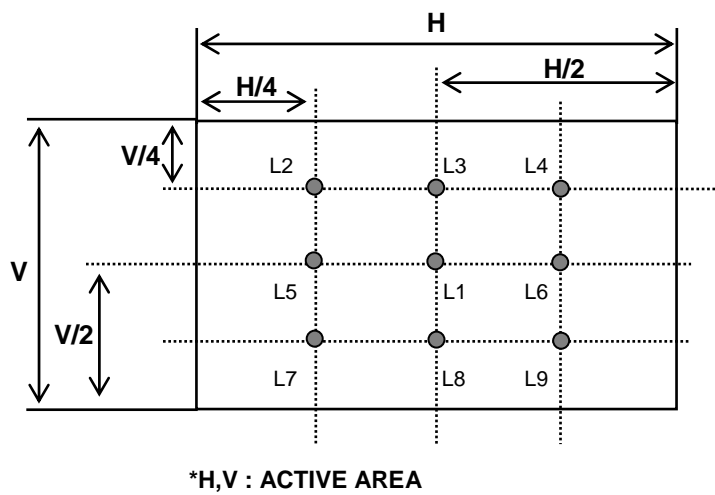 H
H/2
H/4
V/4
L2 L3 L4
V
L5 L1 L6
V/2
L7 L8 L9
*H,V : ACTIVE AREA